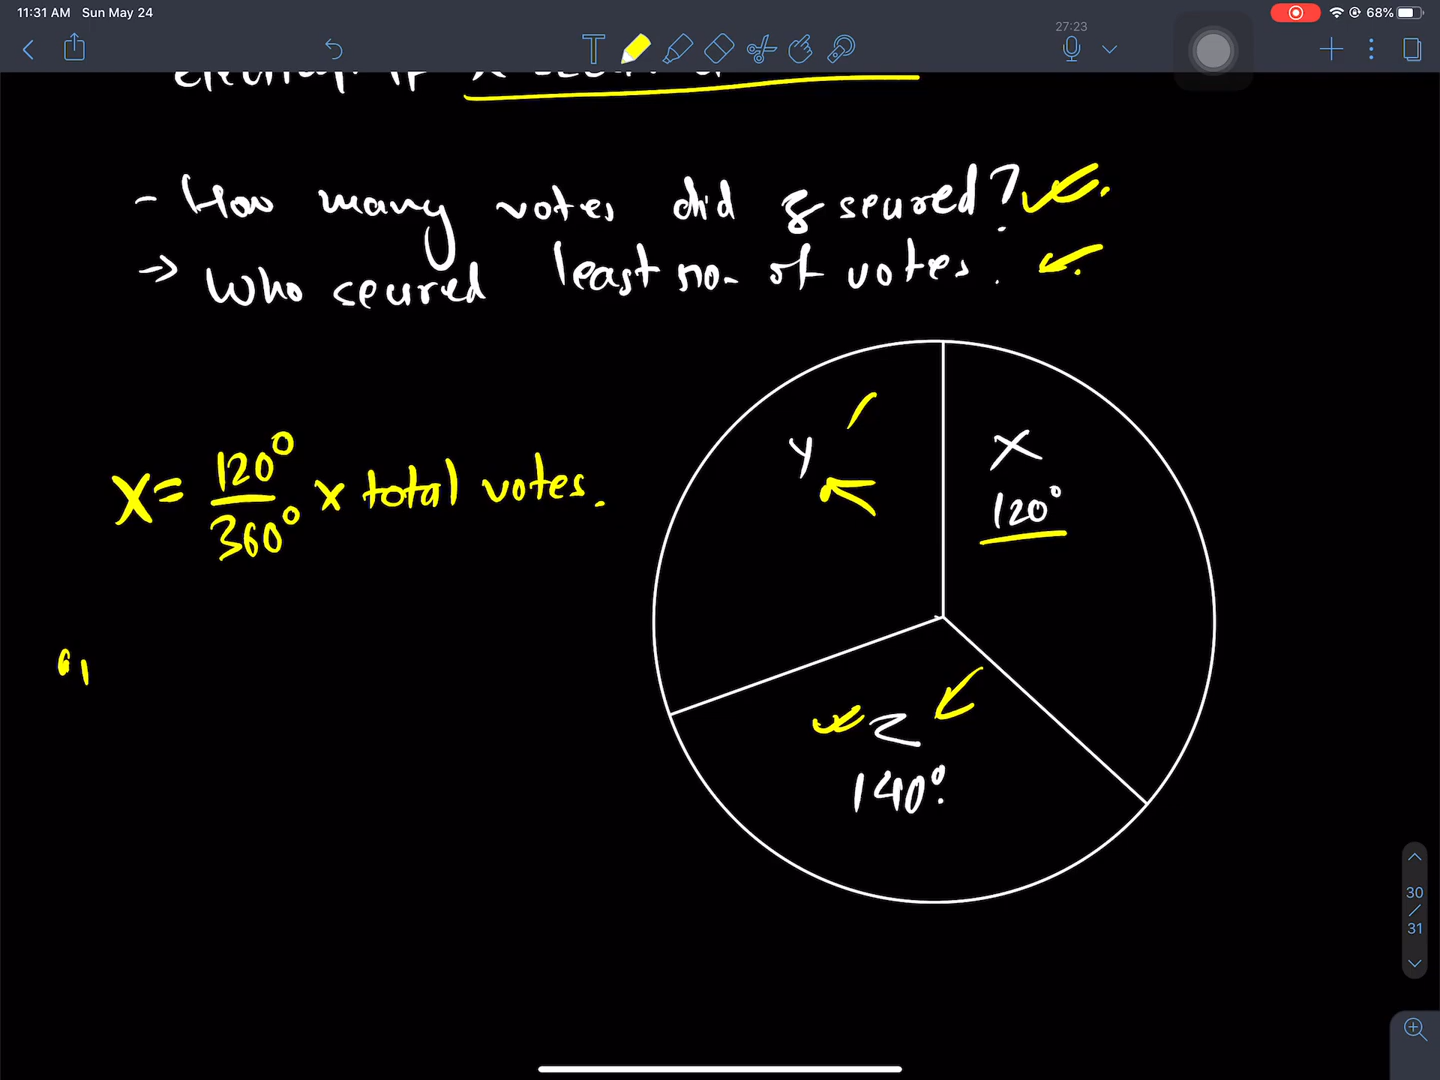 11:31 AM Sun May 24
68%
27:23
T
- How many votes did z secured?
→ Who secured least no. of votes.
y
X
120°
X = 120° / 360° x total votes.
Z
140°
30
/
31